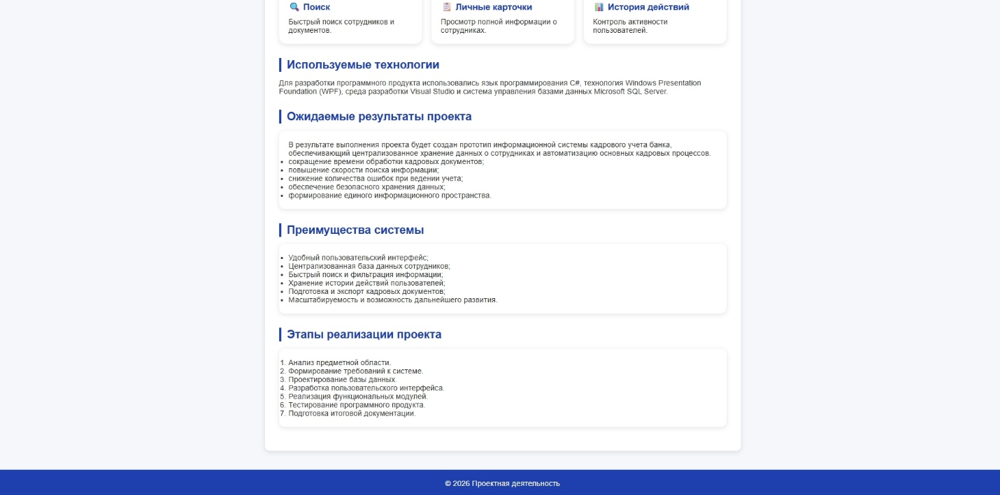 Поиск
Быстрый поиск сотрудников и
документов.
Личные карточки
Просмотр полной информации о
сотрудниках.
История действий
Контроль активности
пользователей.
Используемые технологии
Для разработки программного продукта использовались язык программирования C#, технология Windows Presentation
Foundation (WPF), среда разработки Visual Studio и система управления базами данных Microsoft SQL Server.
Ожидаемые результаты проекта
В результате выполнения проекта будет создан прототип информационной системы кадрового учета банка,
обеспечивающий централизованное хранение данных о сотрудниках и автоматизацию основных кадровых процессов.
• сокращение времени обработки кадровых документов;
• повышение скорости поиска информации;
• снижение количества ошибок при ведении учета;
• обеспечение безопасного хранения данных;
• формирование единого информационного пространства.
Преимущества системы
• Удобный пользовательский интерфейс;
• Централизованная база данных сотрудников;
• Быстрый поиск и фильтрация информации;
• Хранение истории действий пользователей;
• Подготовка и экспорт кадровых документов;
• Масштабируемость и возможность дальнейшего развития.
Этапы реализации проекта
1. Анализ предметной области.
2. Формирование требований к системе.
3. Проектирование базы данных.
4. Разработка пользовательского интерфейса.
5. Реализация функциональных модулей.
6. Тестирование программного продукта.
7. Подготовка итоговой документации.
© 2026 Проектная деятельность